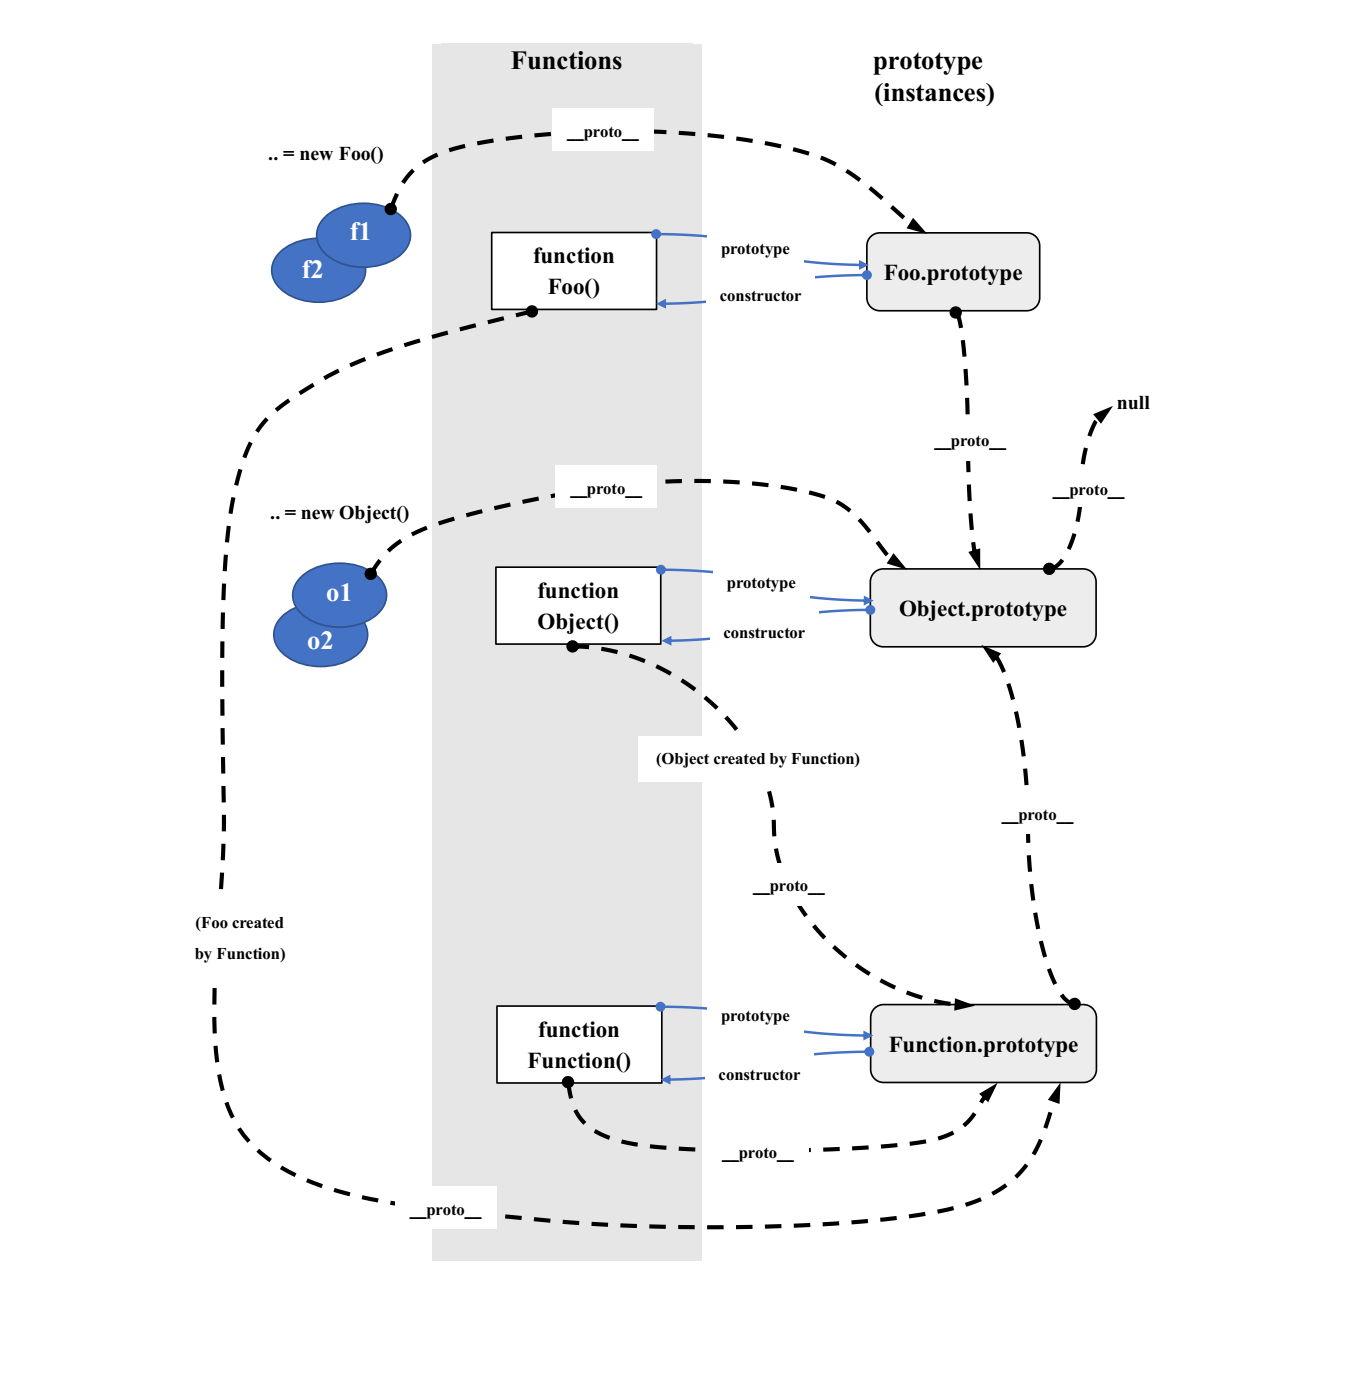 Functions
prototype
(instances)
__proto__
.. = new Foo()
f1
f2
function
Foo()
prototype
constructor
Foo.prototype
null
__proto__
__proto__
__proto__
.. = new Object()
o1
o2
function
Object()
prototype
constructor
Object.prototype
(Object created by Function)
__proto__
__proto__
(Foo created
by Function)
function
Function()
prototype
constructor
Function.prototype
__proto__
__proto__